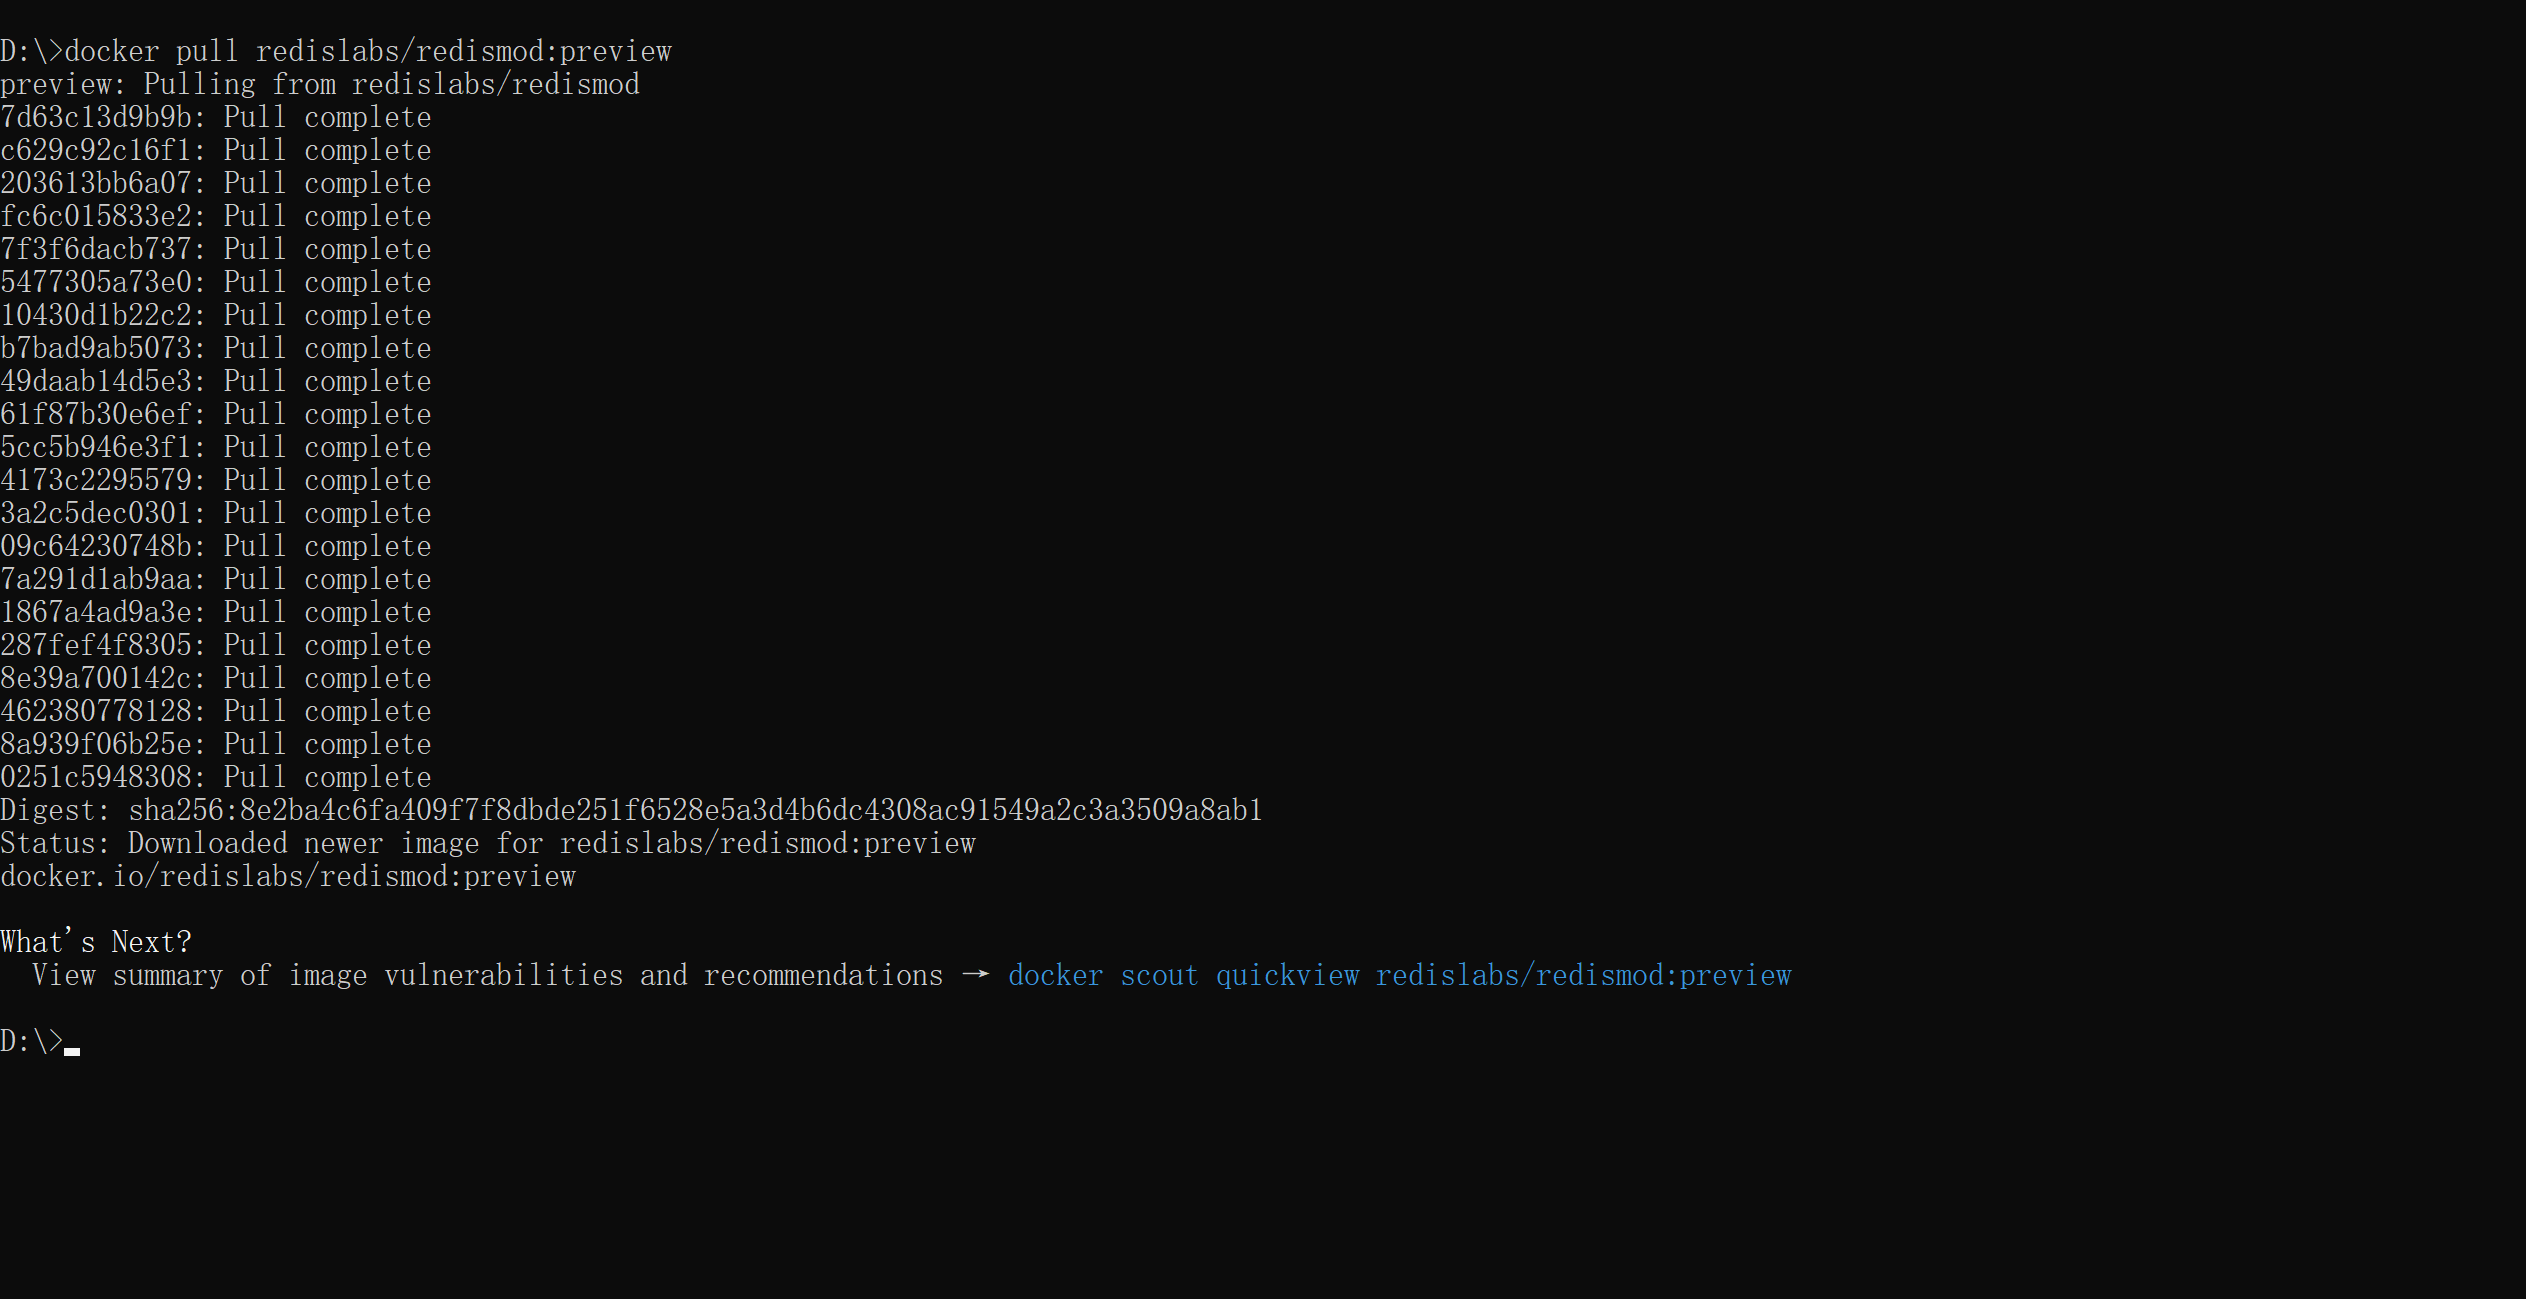 D:\>docker pull redislabs/redismod:preview
preview: Pulling from redislabs/redismod
7d63c13d9b9b: Pull complete
c629c92c16f1: Pull complete
203613bb6a07: Pull complete
fc6c015833e2: Pull complete
7f3f6dacb737: Pull complete
5477305a73e0: Pull complete
10430d1b22c2: Pull complete
b7bad9ab5073: Pull complete
49daab14d5e3: Pull complete
61f87b30e6ef: Pull complete
5cc5b946e3f1: Pull complete
4173c2295579: Pull complete
3a2c5dec0301: Pull complete
09c64230748b: Pull complete
7a291d1ab9aa: Pull complete
1867a4ad9a3e: Pull complete
287fef4f8305: Pull complete
8e39a700142c: Pull complete
462380778128: Pull complete
8a939f06b25e: Pull complete
0251c5948308: Pull complete
Digest: sha256:8e2ba4c6fa409f7f8dbde251f6528e5a3d4b6dc4308ac91549a2c3a3509a8ab1
Status: Downloaded newer image for redislabs/redismod:preview
docker.io/redislabs/redismod:preview
What's Next?
View summary of image vulnerabilities and recommendations → docker scout quickview redislabs/redismod:preview
D:\>